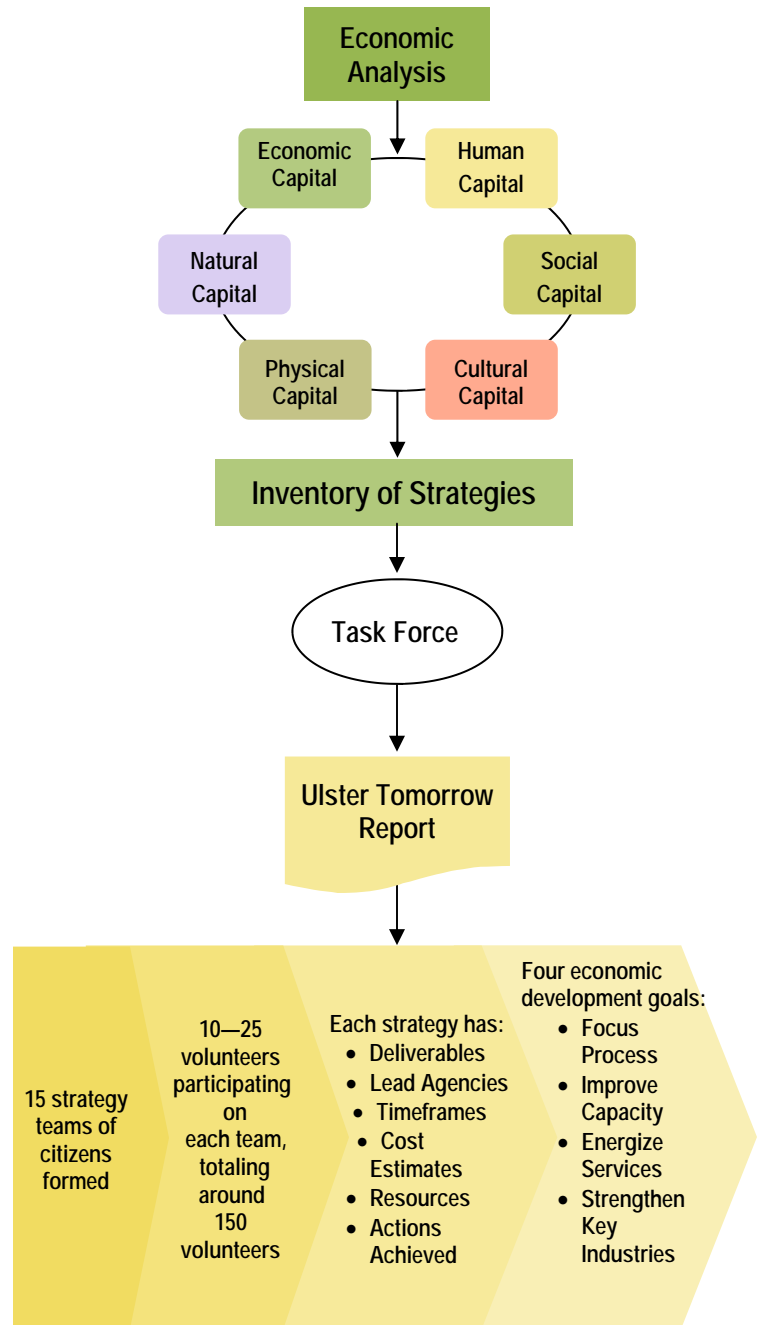 Economic
Analysis
Economic
Capital
Human
Capital
Natural
Capital
Social
Capital
Physical
Capital
Cultural
Capital
Inventory of Strategies
Task Force
Ulster Tomorrow
Report
15 strategy
teams of
citizens
formed
10—25
volunteers
participating
on
each team,
totaling
around
150
volunteers
Each strategy has:
• Deliverables
• Lead Agencies
• Timeframes
• Cost
Estimates
• Resources
• Actions
Achieved
Four economic
development goals:
• Focus
Process
• Improve
Capacity
• Energize
Services
• Strengthen
Key
Industries